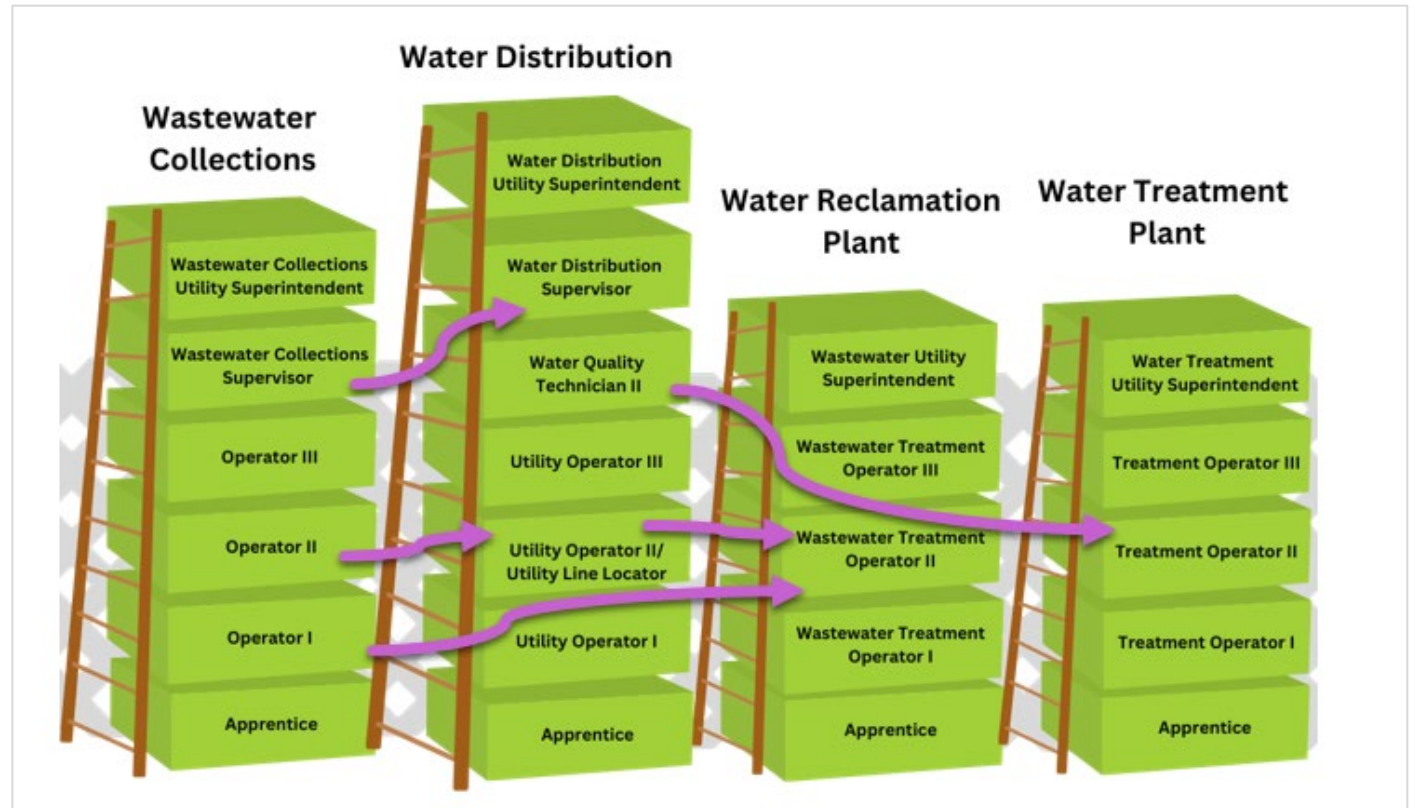 Wastewater
Collections
Wastewater Collections
Utility Superintendent
Wastewater Collections
Supervisor
Operator III
Operator II
Operator I
Apprentice
Water Distribution
Water Distribution
Utility Superintendent
Water Distribution
Supervisor
Water Quality
Technician II
Utility Operator III
Utility Operator II/
Utility Line Locator
Utility Operator I
Apprentice
Water Reclamation
Plant
Wastewater Utility
Superintendent
Wastewater Treatment
Operator III
Wastewater Treatment
Operator II
Wastewater Treatment
Operator I
Apprentice
Water Treatment
Plant
Water Treatment
Utility Superintendent
Treatment Operator III
Treatment Operator II
Treatment Operator I
Apprentice